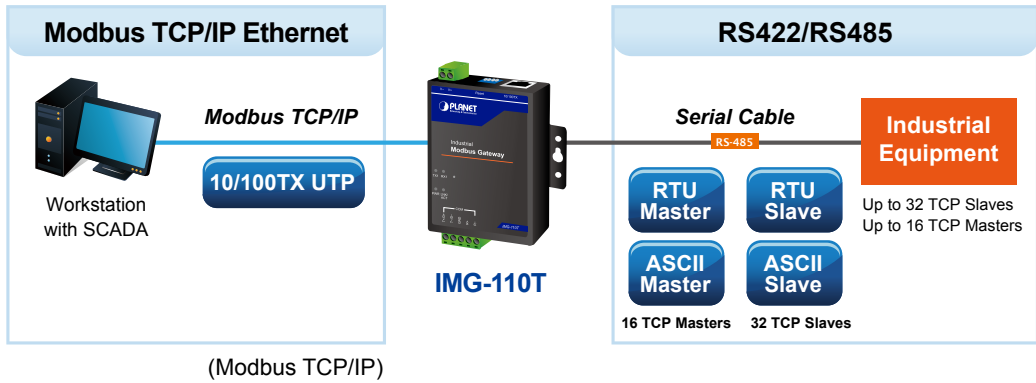 Modbus TCP/IP Ethernet
RS422/RS485
Modbus TCP/IP
10/100TX UTP
Workstation
with SCADA
PLANET
Industrial
Modbus Gateway
IMG-110T
IMG-110T
Serial Cable
RS-485
Industrial
Equipment
Up to 32 TCP Slaves
Up to 16 TCP Masters
RTU
Master
RTU
Slave
ASCII
Master
ASCII
Slave
16 TCP Masters
32 TCP Slaves
(Modbus TCP/IP)